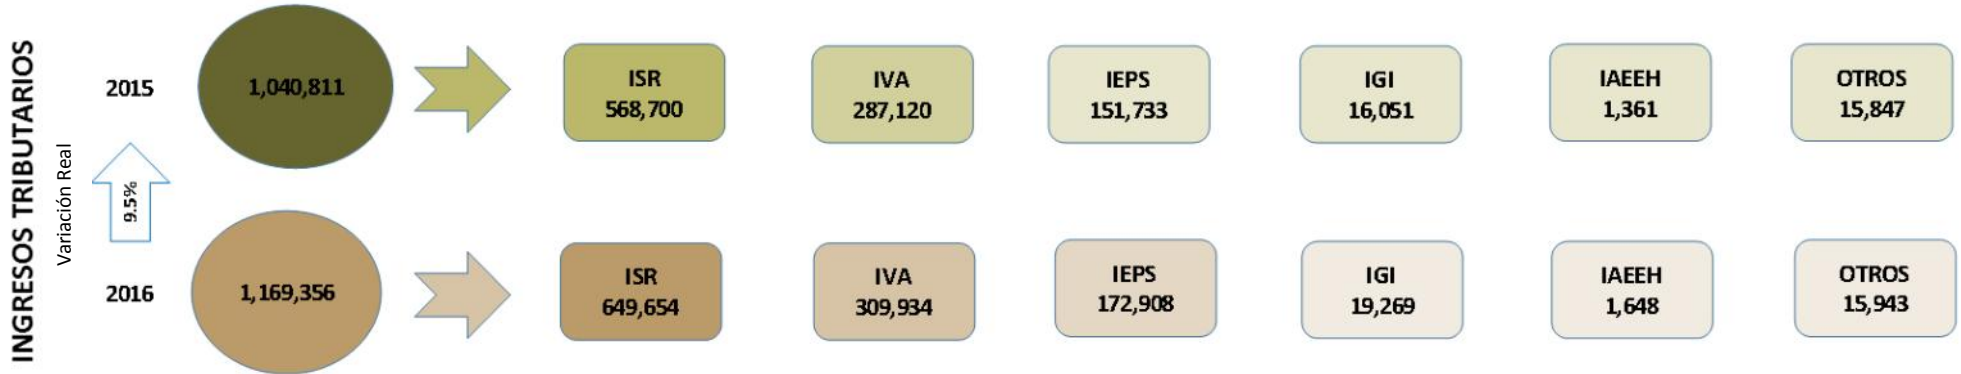 INGRESOS TRIBUTARIOS
Variación Real
9.5%
2015
1,040,811
ISR
568,700
IVA
287,120
IEPS
151,733
IGI
16,051
IAEEH
1,361
OTROS
15,847
2016
1,169,356
ISR
649,654
IVA
309,934
IEPS
172,908
IGI
19,269
IAEEH
1,648
OTROS
15,943